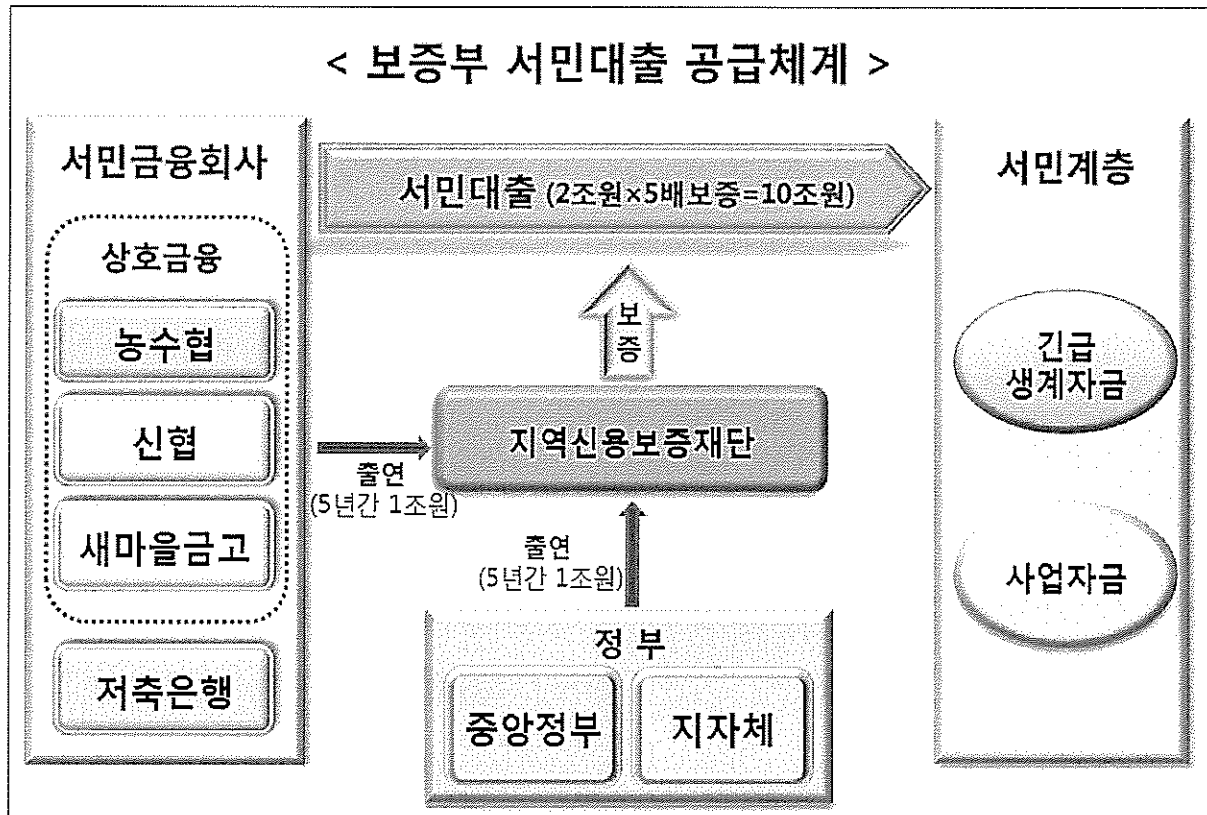 < 보증부 서민대출 공급체계 >
서민금융회사
상호금융
농수협
신협
새마을금고
저축은행
서민대출 (2조원×5배보증=10조원)
보
증
지역신용보증재단
출연
(5년간 1조원)
출연
(5년간 1조원)
정 부
중앙정부
지자체
서민계층
긴급
생계자금
사업자금